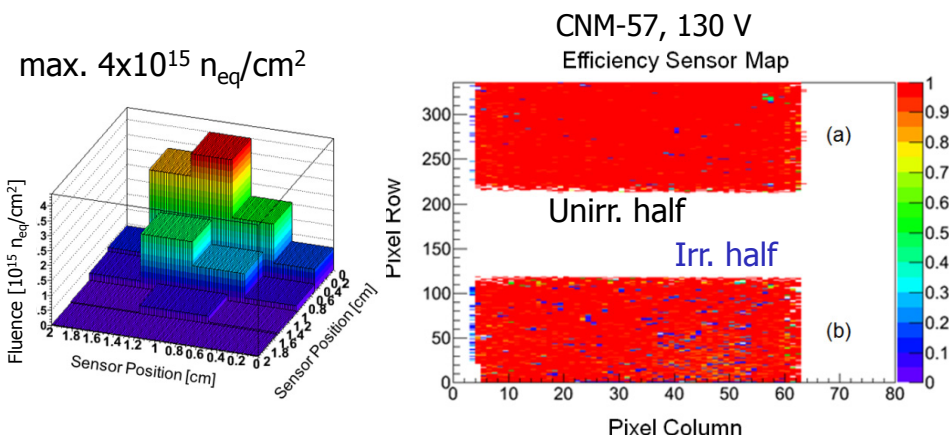 max. 4x10¹⁵ n_eq/cm²
Fluence [10¹⁵ n_eq/cm²]
4
.5
4
.5
3
.5
2
.5
1
.5
0.
2 1.8 1.6 1.4 1.2 1 0.8 0.6 0.4 0.2 0
Sensor Position [cm]
2
1.8
Sensor Position [cm]
CNM-57, 130 V
Efficiency Sensor Map
Pixel Row
300
250
200
150
100
50
0
(a)
Unirr. half
Irr. half
(b)
0 10 20 30 40 50 60 70 80
Pixel Column
1
0.9
0.8
0.7
0.6
0.5
0.4
0.3
0.2
0.1
0